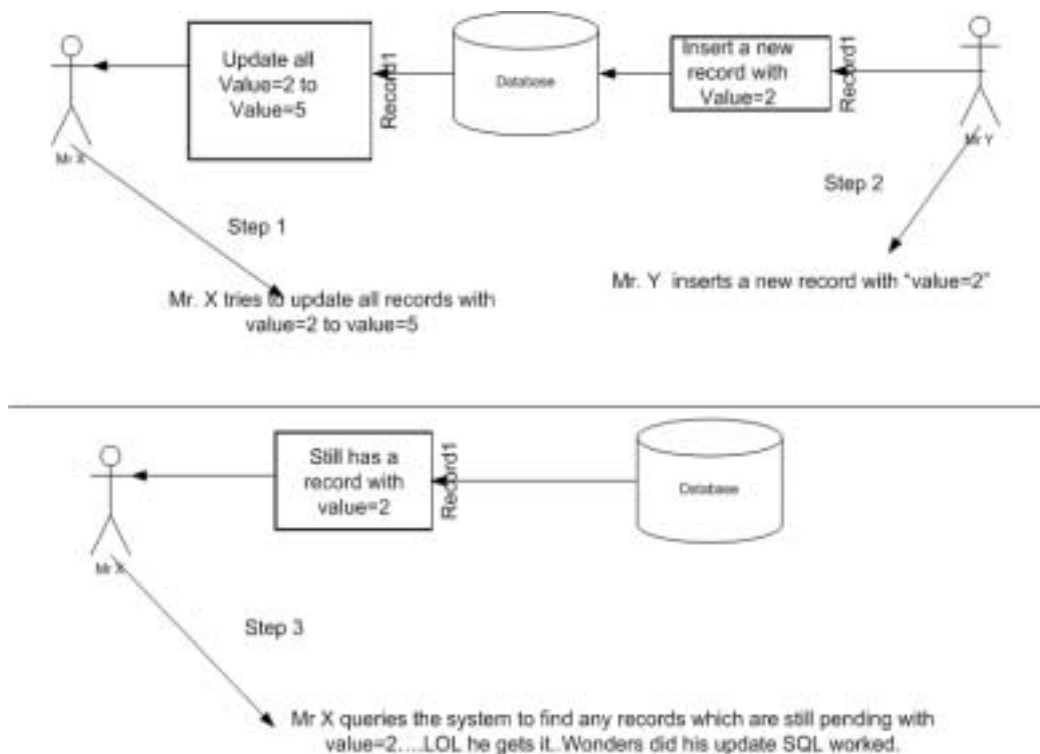 Update all
Value=2 to
Value=5
Record1
Database
Insert a new
record with
Value=2
Record1
Mr X
Mr Y
Step 1
Step 2
Mr. X tries to update all records with
value=2 to value=5
Mr. Y inserts a new record with "value=2"
Still has a
record with
value=2
Record1
Database
Mr X
Step 3
Mr X queries the system to find any records which are still pending with
value=2....LOL he gets it..Wonders did his update SQL worked.